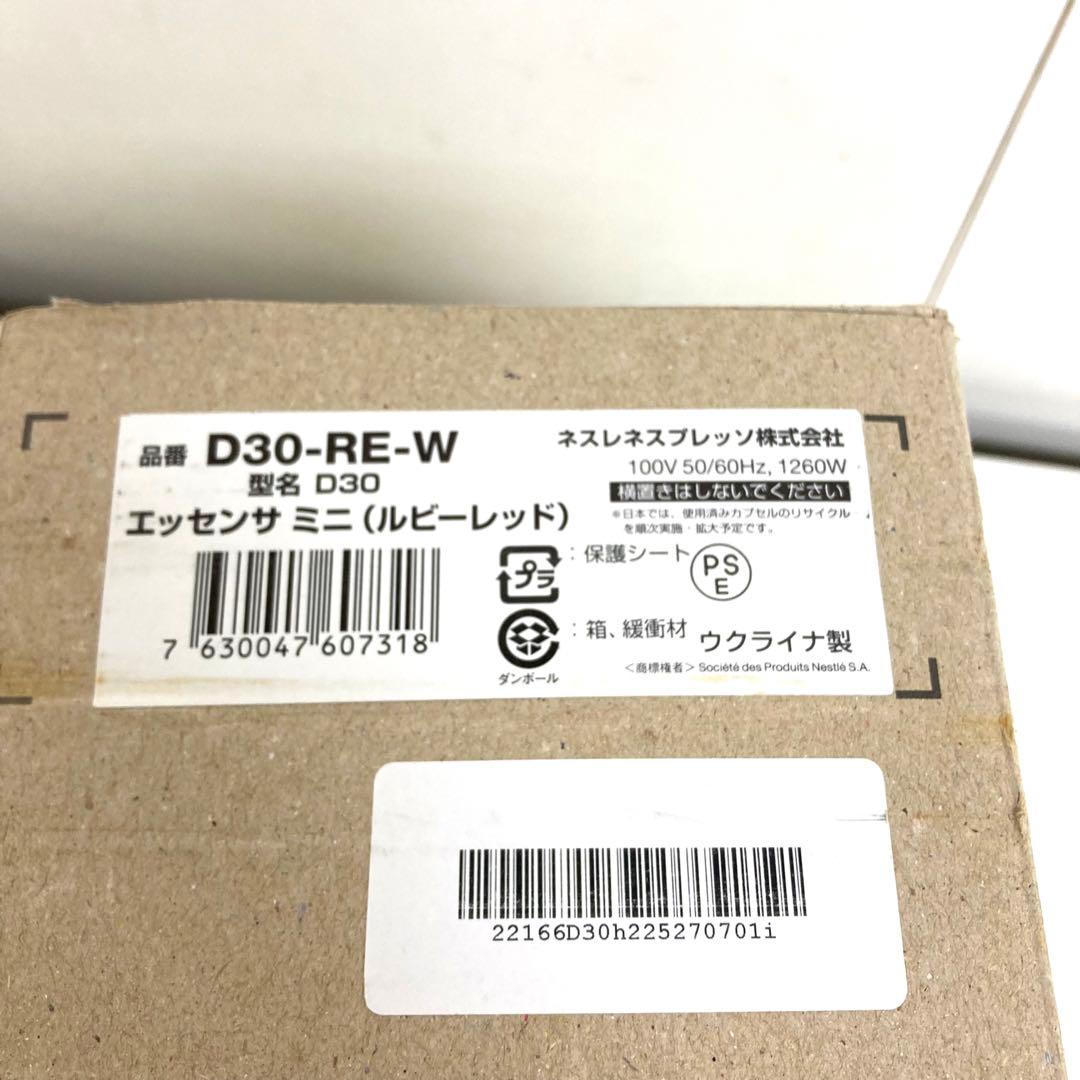 品番 D30-RE-W
型名 D30
エッセンサ ミニ（ルビーレッド）
7 630047 607318
ネスレネスプレッソ株式会社
100V 50/60Hz, 1260W
横置きはしないでください
※日本では、使用済みカプセルのリサイクル
を順次実施・拡大予定です。
プラ ：保護シート
PS
E
：箱、緩衝材
ダンボール
ウクライナ製
＜商標権者＞ Société des Produits Nestlé S.A.
22166D30h225270701i